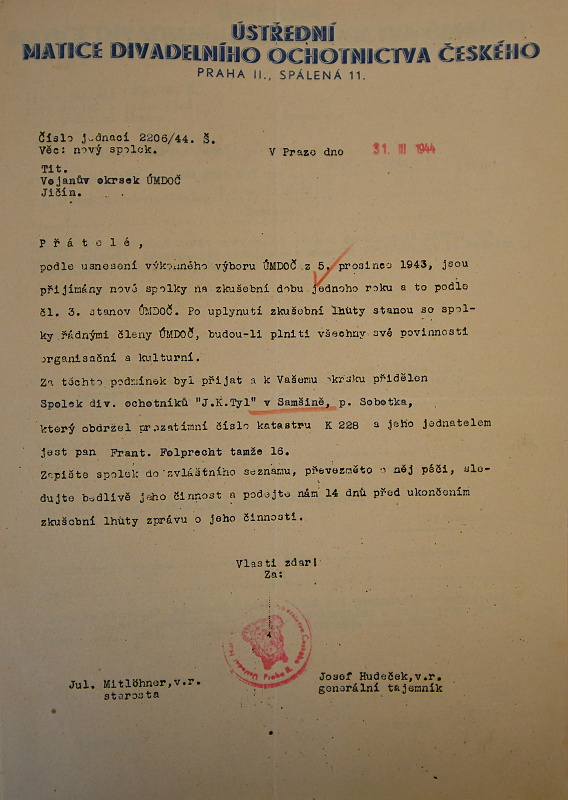 ÚSTŘEDNÍ
MATICE DIVADELNÍHO OCHOTNICTVA ČESKÉHO
PRAHA II., SPÁLENÁ 11.
Číslo jednací 2206/44. Š.
Věc: nový spolek.
V Praze dne 31. III 1944
Tit.
Vojanův okrsek ÚMDOČ
Jičín.
Přátelé,
podle usnesení výkonného výboru ÚMDOČ z 5. prosince 1943, jsou
přijímány nové spolky na zkušební dobu jednoho roku a to podle
čl. 3. stanov ÚMDOČ. Po uplynutí zkušební lhůty stanou se spol-
ky řádnými členy ÚMDOČ, budou-li plniti všechny své povinnosti
organisační a kulturní.
Za těchto podmínek byl přijat a k Vašemu okrsku přidělen
Spolek div. ochotníků "J.K.Tyl" v Samšině, p. Sobotka,
který obdržel prozatímní číslo katastru K 228 a jeho jednatelem
jest pan Frant. Felprecht tamže 16.
Zapište spolek do zvláštního seznamu, převezměte o něj péči, sle-
dujte bedlivě jeho činnost a podejte nám 14 dnů před ukončením
zkušební lhůty zprávu o jeho činnosti.
Vlasti zdar!
Za:
Jul. Mitlöhner,v.r.
starosta
Josef Hudeček,v.r.
generální tajemník